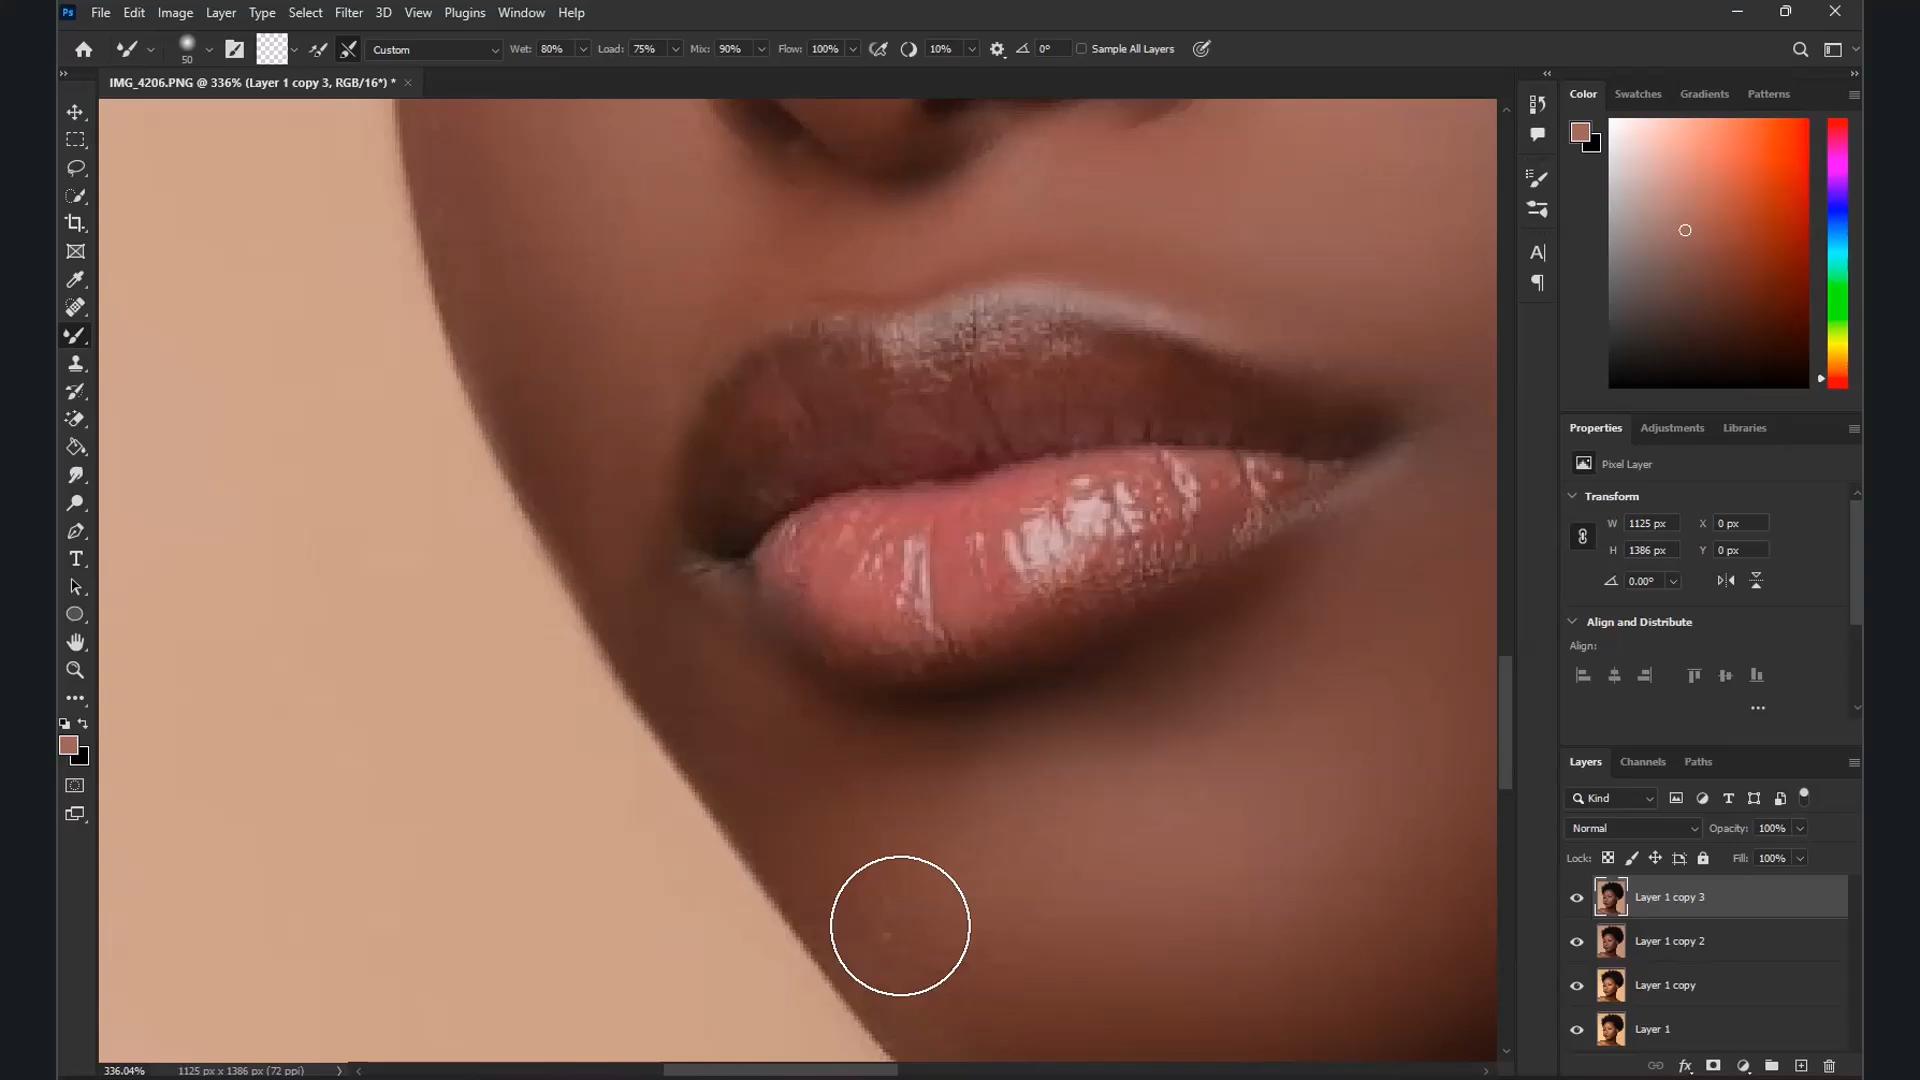 Ps File Edit Image Layer Type Select Filter 3D View Plugins Window Help
50 Custom Wet: 80% Load: 75% Mix: 90% Flow: 100% 10% 0° Sample All Layers
IMG_4206.PNG @ 336% (Layer 1 copy 3, RGB/16*) * ×
Color Swatches Gradients Patterns
Properties Adjustments Libraries
Pixel Layer
Transform
W 1125 px X 0 px
H 1386 px Y 0 px
0.00°
Align and Distribute
Align:
Layers Channels Paths
Kind
Normal Opacity: 100%
Lock: Fill: 100%
Layer 1 copy 3
Layer 1 copy 2
Layer 1 copy
Layer 1
336.04% 1125 px x 1386 px (72 ppi)